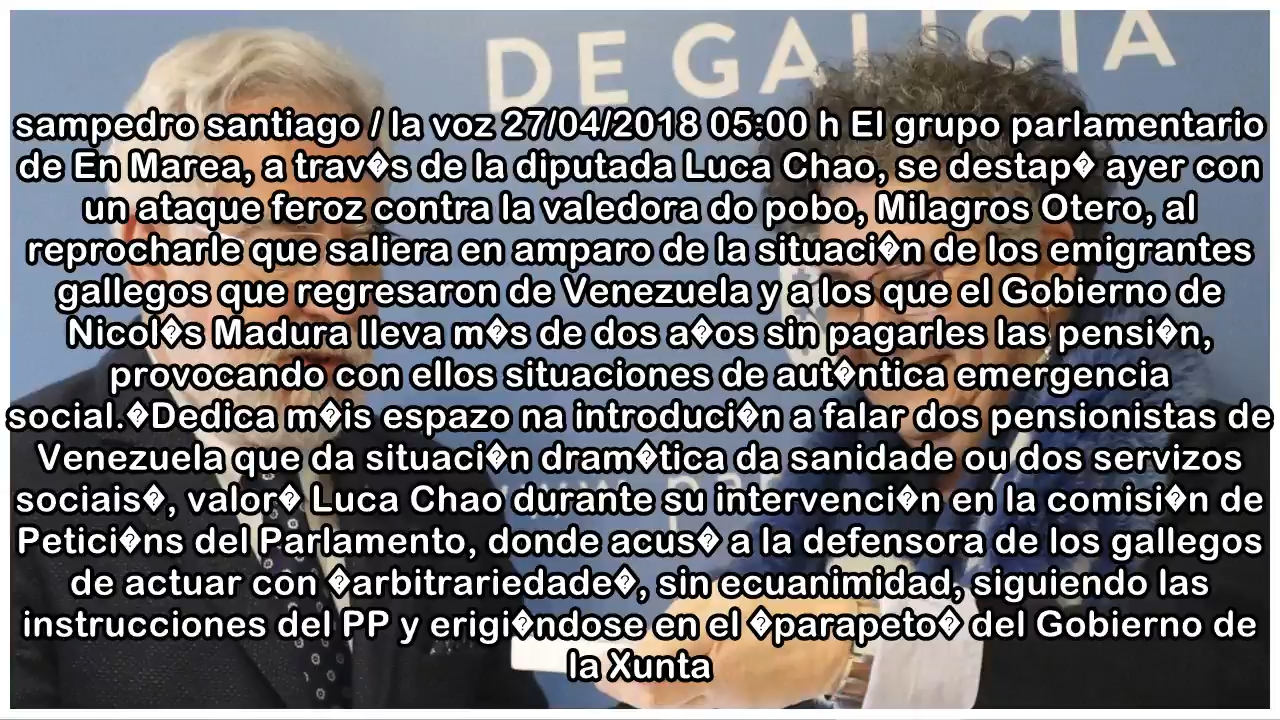 DE GALICIA
sampedro santiago / la voz 27/04/2018 05:00 h El grupo parlamentario
de En Marea, a trav�s de la diputada Luca Chao, se destap� ayer con
un ataque feroz contra la valedora do pobo, Milagros Otero, al
reprocharle que saliera en amparo de la situaci�n de los emigrantes
gallegos que regresaron de Venezuela y a los que el Gobierno de
Nicol�s Madura lleva m�s de dos a�os sin pagarles las pensi�n,
provocando con ellos situaciones de aut�ntica emergencia
social.�Dedica m�is espazo na introduci�n a falar dos pensionistas de
Venezuela que da situaci�n dram�tica da sanidade ou dos servizos
sociais�, valor� Luca Chao durante su intervenci�n en la comisi�n de
Petici�ns del Parlamento, donde acus� a la defensora de los gallegos
de actuar con �arbitrariedade�, sin ecuanimidad, siguiendo las
instrucciones del PP y erigi�ndose en el �parapeto� del Gobierno de
la Xunta